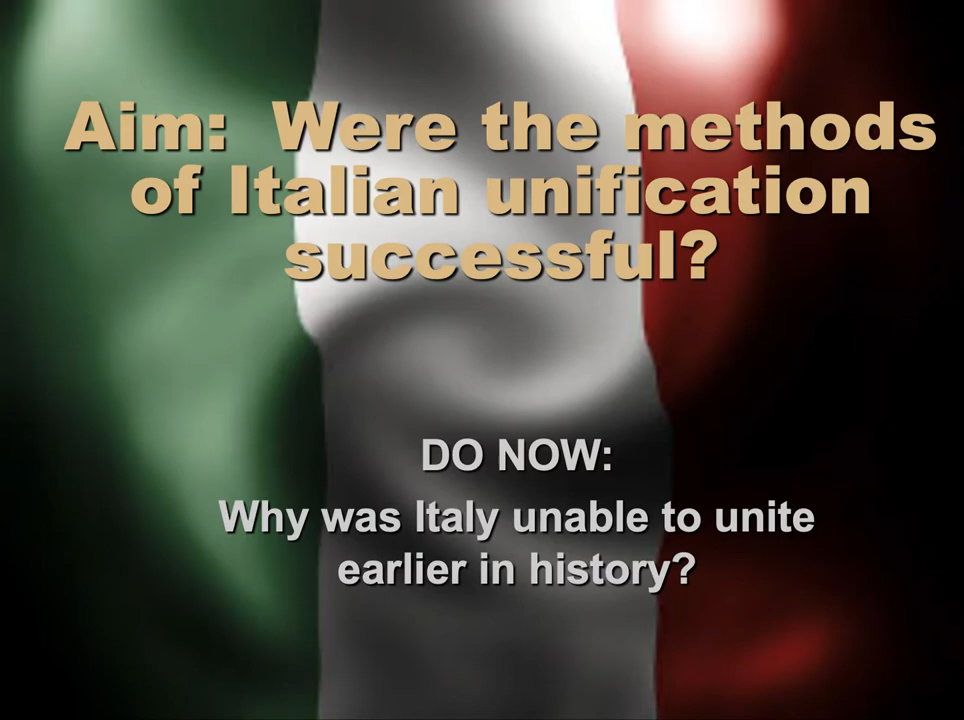 Aim:  Were the methods
of Italian unification
successful?
DO NOW:
Why was Italy unable to unite
earlier in history?